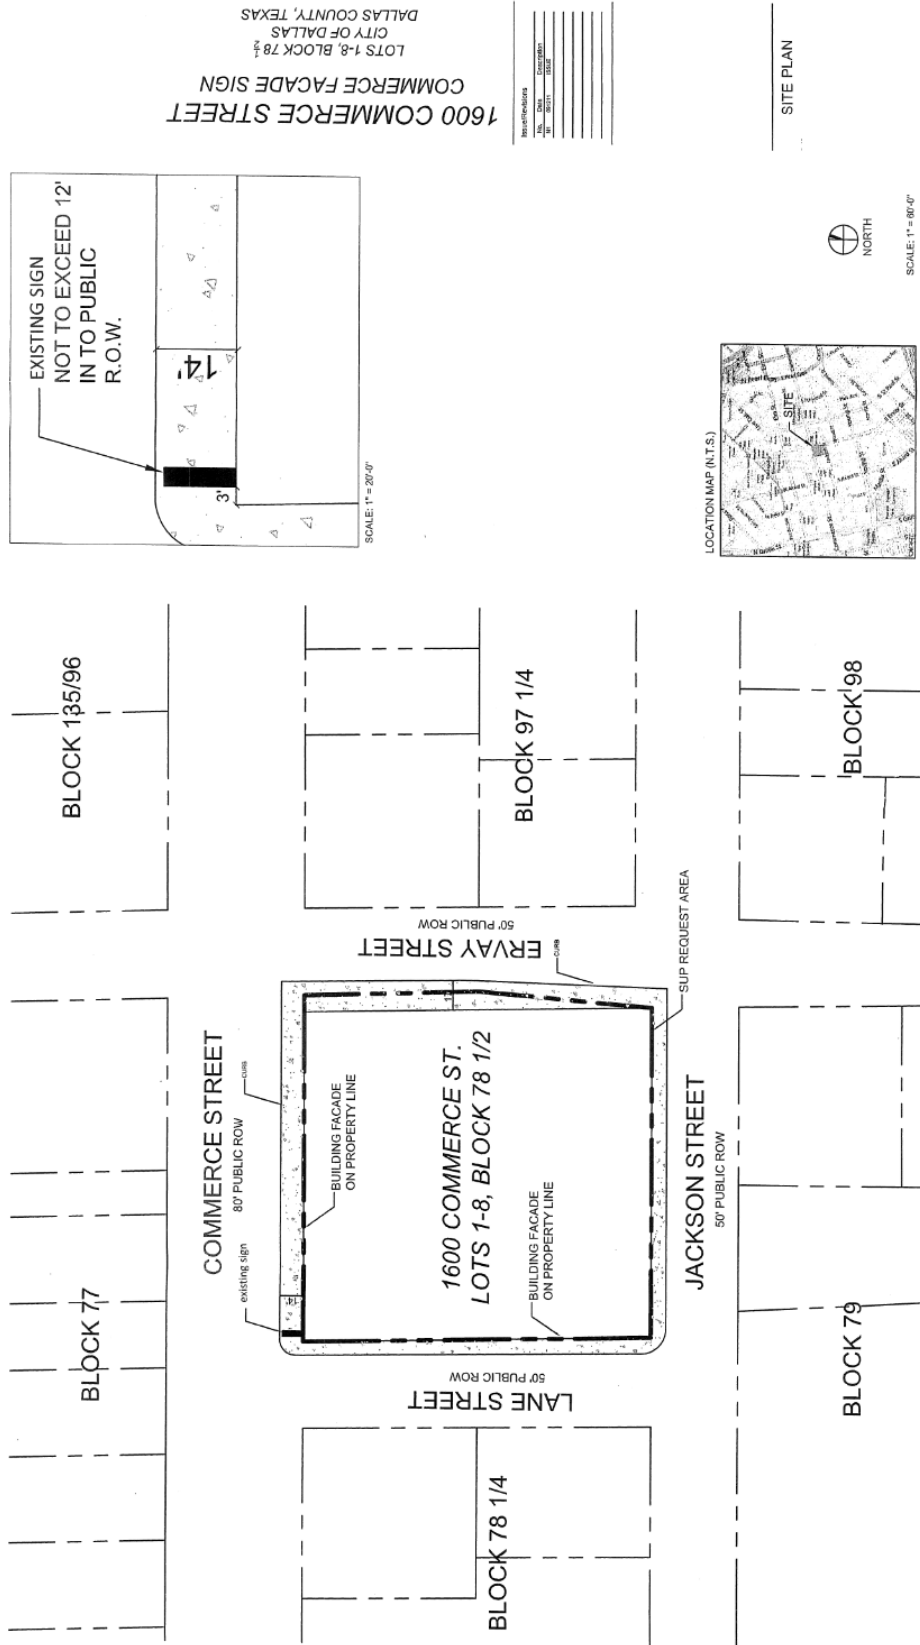 BLOCK 77
BLOCK 135/96
COMMERCE STREET
80' PUBLIC ROW
CURB
existing sign
BUILDING FACADE
ON PROPERTY LINE
1600 COMMERCE ST.
LOTS 1-8, BLOCK 78 1/2
BUILDING FACADE
ON PROPERTY LINE
LANE STREET
50' PUBLIC ROW
ERVAY STREET
50' PUBLIC ROW
CURB
SUP REQUEST AREA
JACKSON STREET
50' PUBLIC ROW
BLOCK 78 1/4
BLOCK 97 1/4
BLOCK 79
BLOCK 98
EXISTING SIGN
NOT TO EXCEED 12'
IN TO PUBLIC
R.O.W.
14'
3'
SCALE: 1" = 20'-0"
LOCATION MAP (N.T.S.)
SITE
NORTH
SCALE: 1" = 60'-0"
1600 COMMERCE STREET
COMMERCE FACADE SIGN
LOTS 1-8, BLOCK 78 1/2
CITY OF DALLAS
DALLAS COUNTY, TEXAS
Issue/Revisions
No. Date Description
SITE PLAN